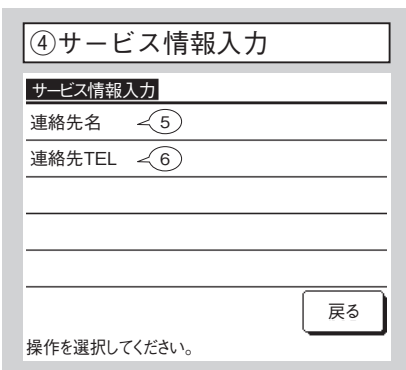 ④サービス情報入力
サービス情報入力
連絡先名 5
連絡先TEL 6
戻る
操作を選択してください。